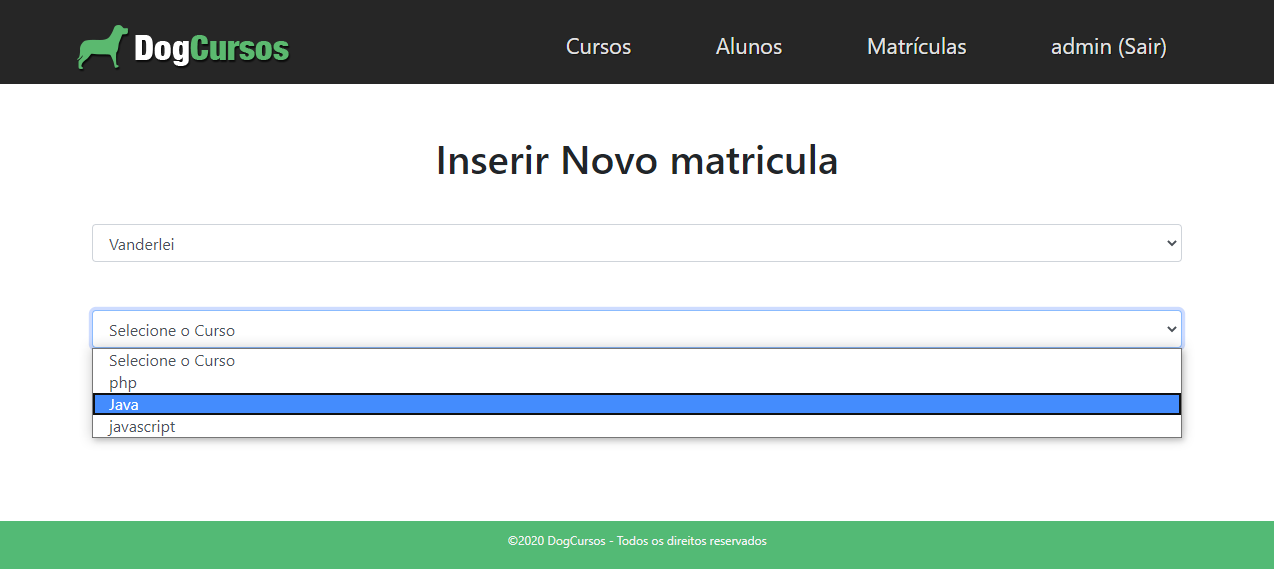 DogCursos Cursos Alunos Matrículas admin (Sair)
Inserir Novo matricula
Vanderlei
Selecione o Curso
Selecione o Curso
php
Java
javascript
©2020 DogCursos - Todos os direitos reservados